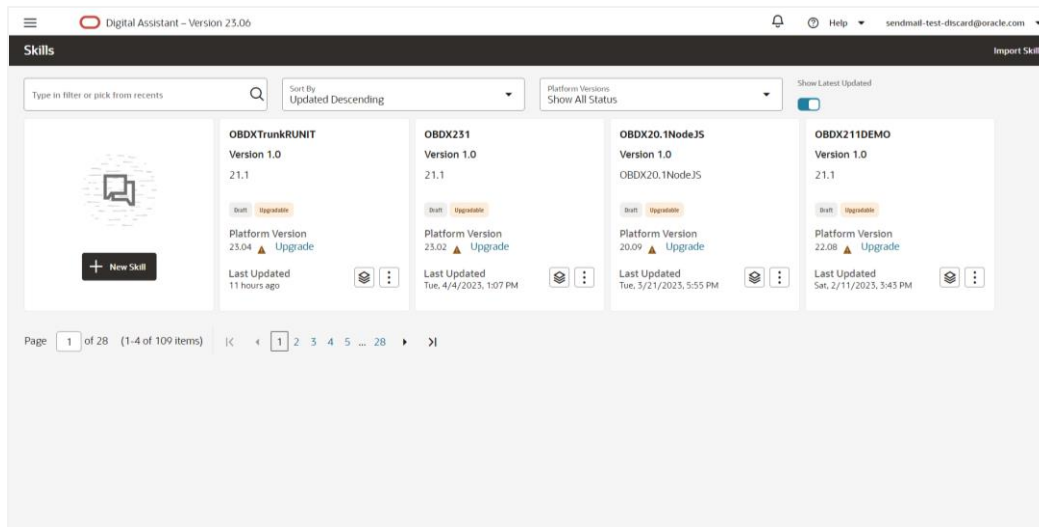 Digital Assistant – Version 23.06
Help
sendmail-test-discard@oracle.com
Skills
Import Skill
Type in filter or pick from recents
Sort By
Updated Descending
Platform Versions
Show All Status
Show Latest Updated
New Skill
OBDXTrunkRUNIT
Version 1.0
21.1
Draft Upgradable
Platform Version
23.04 Upgrade
Last Updated
11 hours ago
OBDX231
Version 1.0
21.1
Draft Upgradable
Platform Version
23.02 Upgrade
Last Updated
Tue, 4/4/2023, 1:07 PM
OBDX20.1NodeJS
Version 1.0
OBDX20.1NodeJS
Draft Upgradable
Platform Version
20.09 Upgrade
Last Updated
Tue, 3/21/2023, 5:55 PM
OBDX211DEMO
Version 1.0
21.1
Draft Upgradable
Platform Version
22.08 Upgrade
Last Updated
Sat, 2/11/2023, 3:43 PM
Page 1 of 28 (1-4 of 109 items) 1 2 3 4 5 ... 28